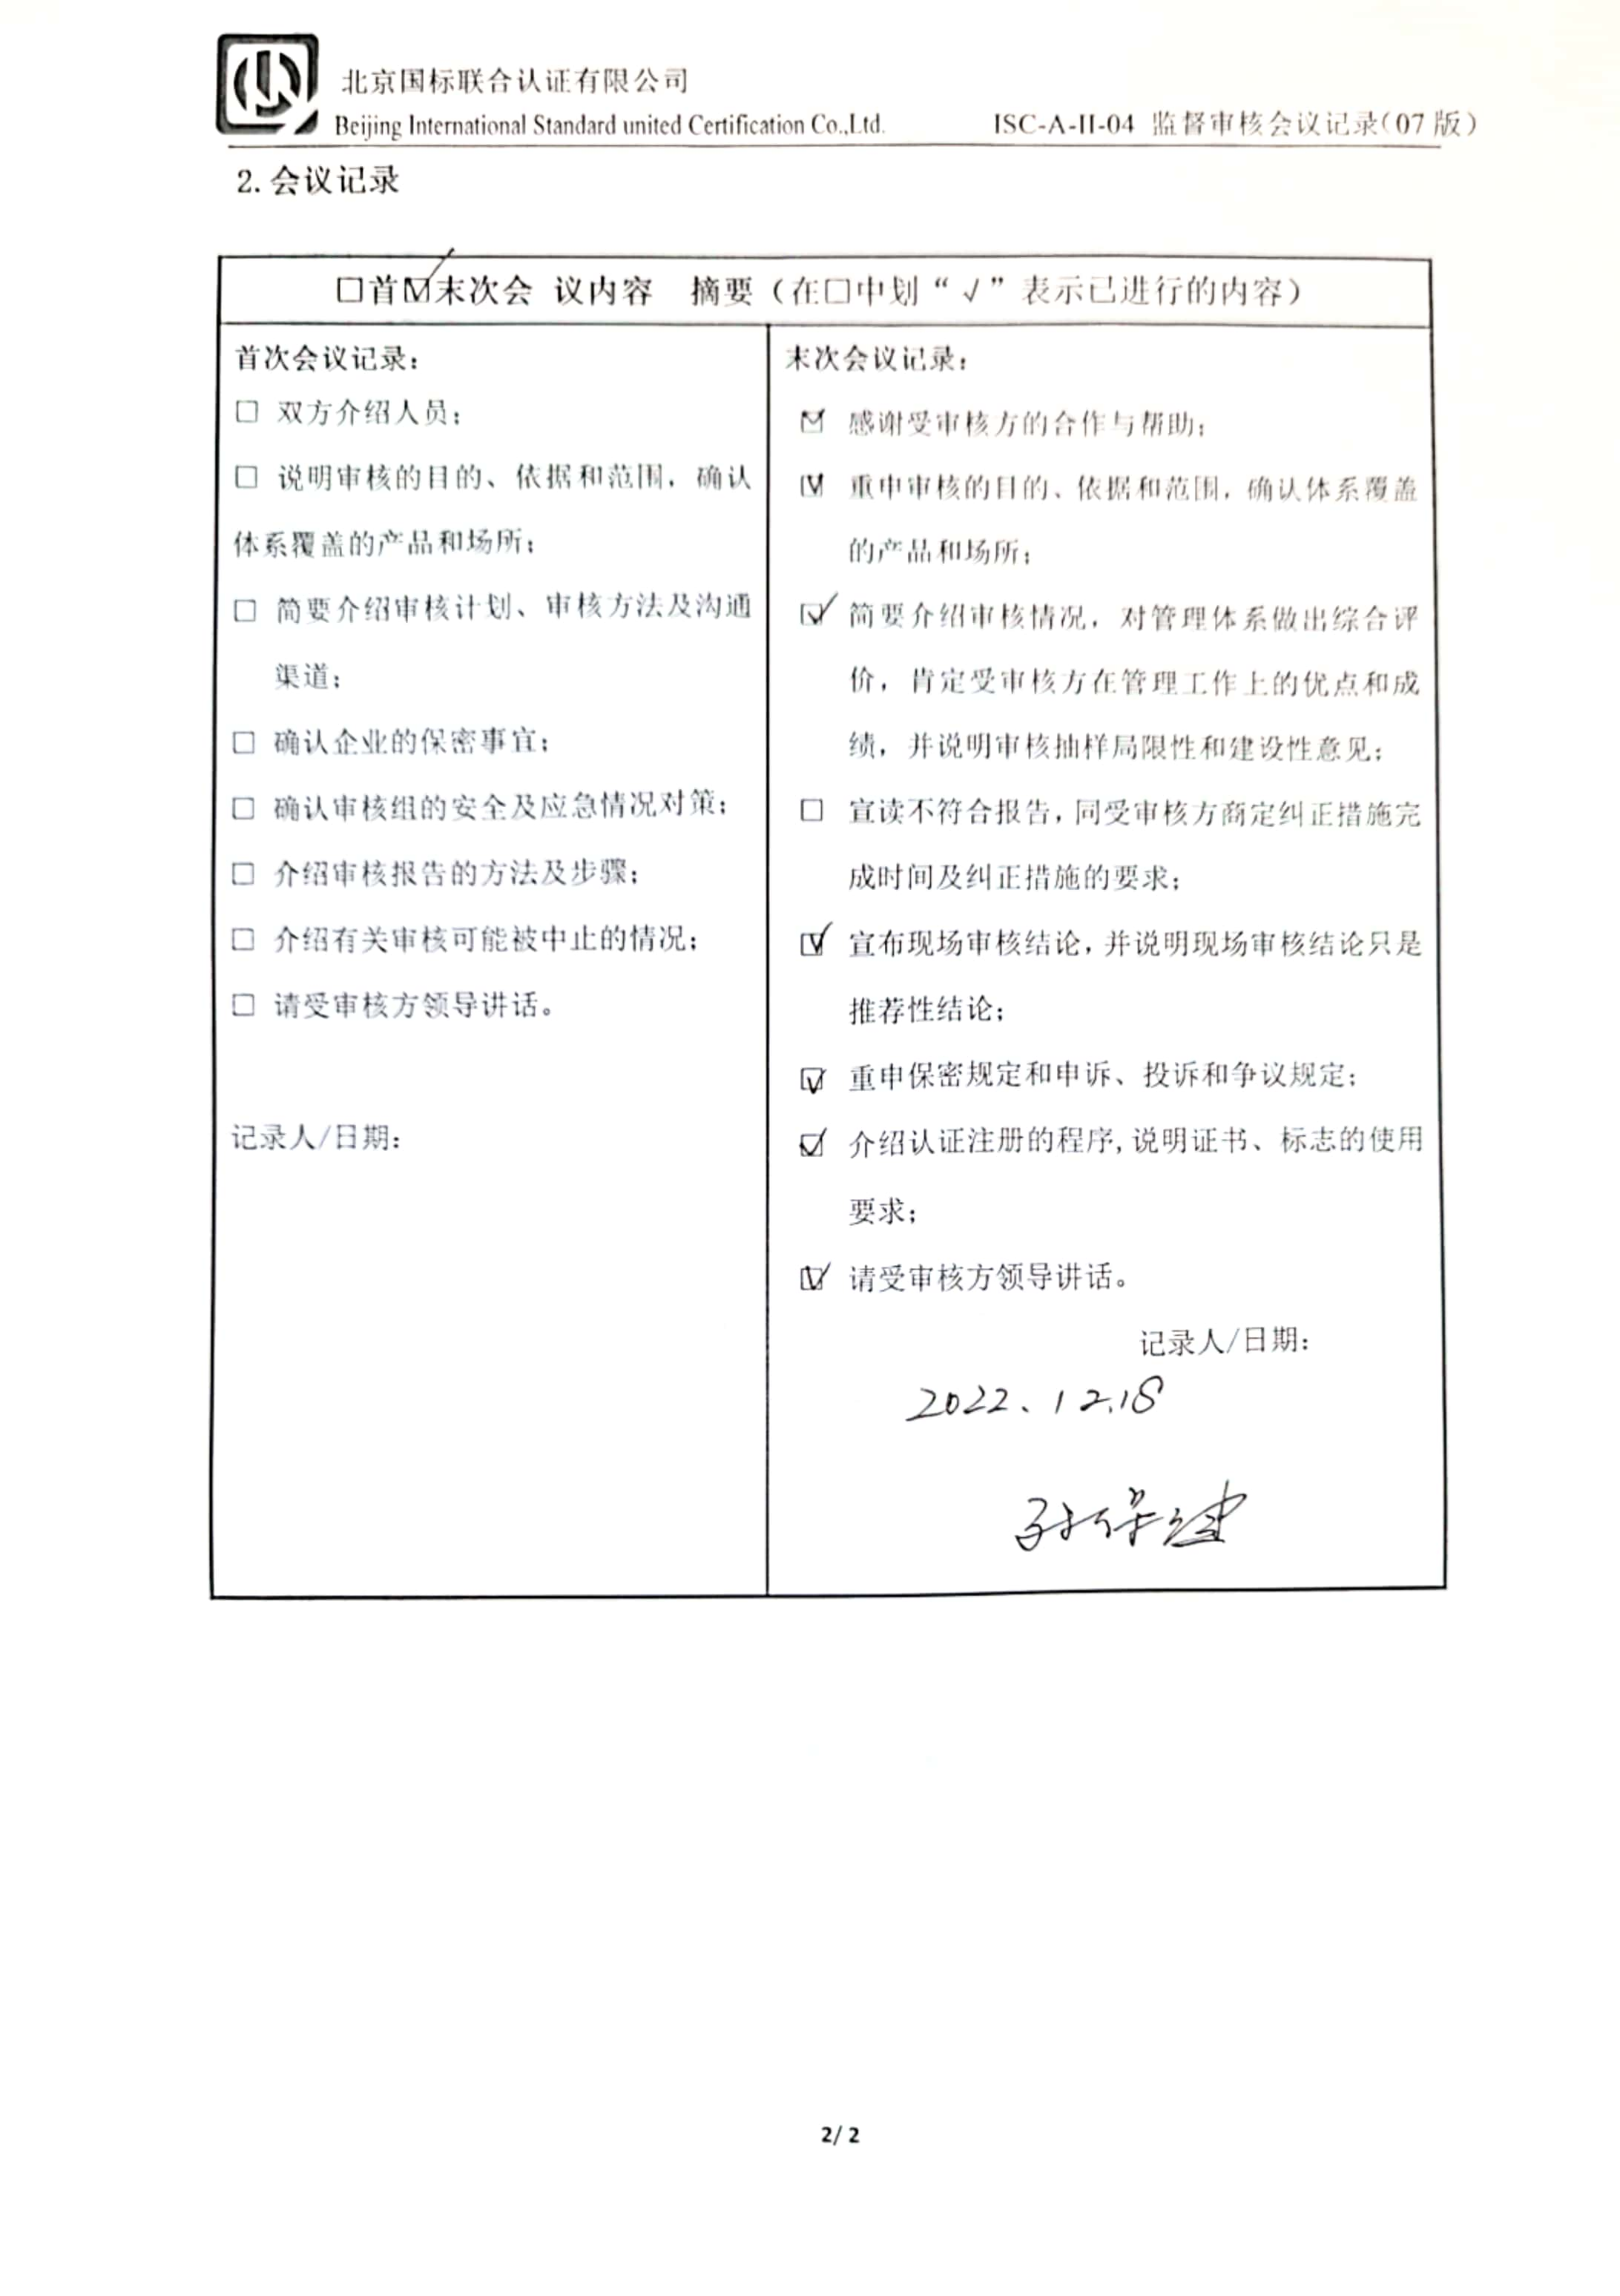 北京国标联合认证有限公司
Beijing International Standard united Certification Co.,Ltd. ISC-A-II-04 监督审核会议记录(07版)
2.会议记录
□首☑末次会 议内容 摘要（在□中划“√”表示已进行的内容）
首次会议记录：
□ 双方介绍人员；
□ 说明审核的目的、依据和范围，确认
体系覆盖的产品和场所；
□ 简要介绍审核计划、审核方法及沟通
渠道；
□ 确认企业的保密事宜；
□ 确认审核组的安全及应急情况对策；
□ 介绍审核报告的方法及步骤；
□ 介绍有关审核可能被中止的情况；
□ 请受审核方领导讲话。
记录人/日期：
末次会议记录：
☑ 感谢受审核方的合作与帮助；
☑ 重申审核的目的、依据和范围，确认体系覆盖
的产品和场所；
☑ 简要介绍审核情况，对管理体系做出综合评
价，肯定受审核方在管理工作上的优点和成
绩，并说明审核抽样局限性和建设性意见；
□ 宣读不符合报告，同受审核方商定纠正措施完
成时间及纠正措施的要求；
☑ 宣布现场审核结论，并说明现场审核结论只是
推荐性结论；
☑ 重申保密规定和申诉、投诉和争议规定；
☑ 介绍认证注册的程序，说明证书、标志的使用
要求；
☑ 请受审核方领导讲话。
记录人/日期：
2022、12.18
2/ 2